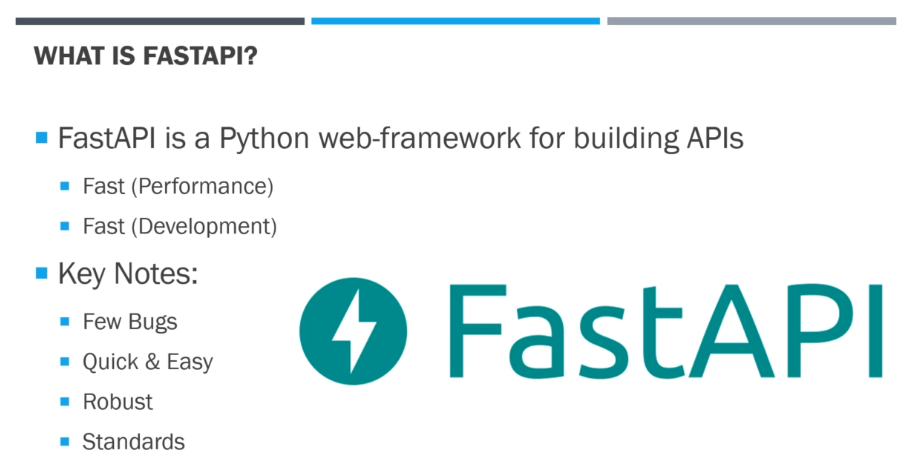 WHAT IS FASTAPI?
FastAPI is a Python web-framework for building APIs
Fast (Performance)
Fast (Development)
Key Notes:
Few Bugs
Quick & Easy
Robust
Standards
FastAPI